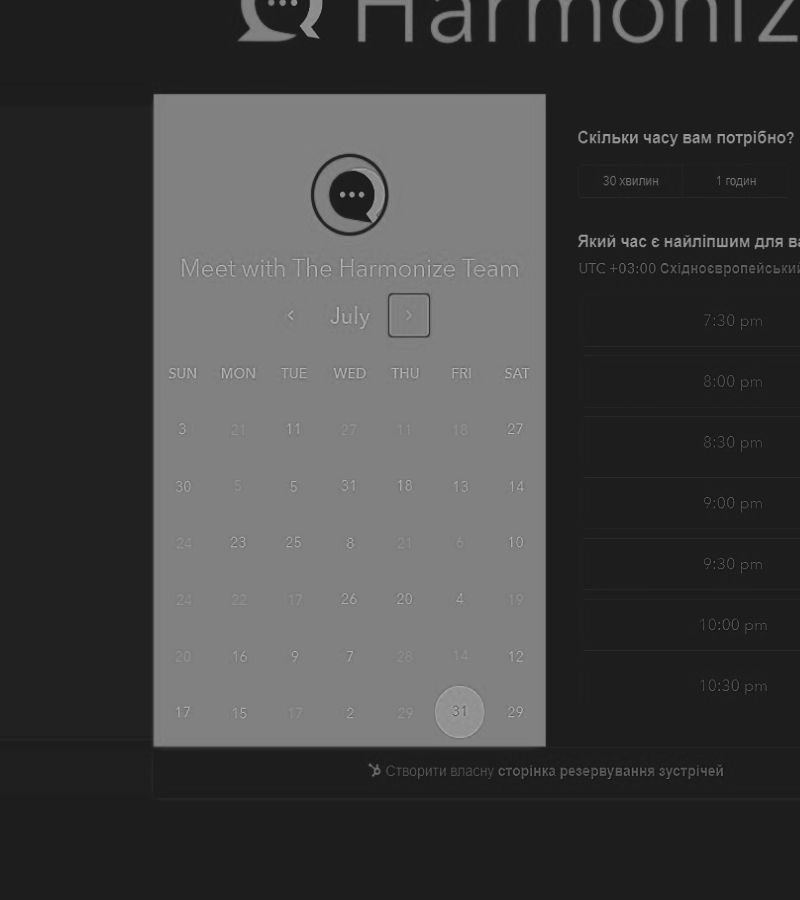 Harmoniz
Meet with The Harmonize Team
July
SUN MON TUE WED THU FRI SAT
3 21 11 27 11 18 27
30 5 5 31 18 13 14
24 23 25 8 21 6 10
24 22 17 26 20 4 19
20 16 9 7 28 14 12
17 15 17 2 29 31 29
Скільки часу вам потрібно?
30 хвилин 1 годин
Який час є найліпшим для ва
UTC +03:00 Східноєвропейський
7:30 pm
8:00 pm
8:30 pm
9:00 pm
9:30 pm
10:00 pm
10:30 pm
Створити власну сторінка резервування зустрічей